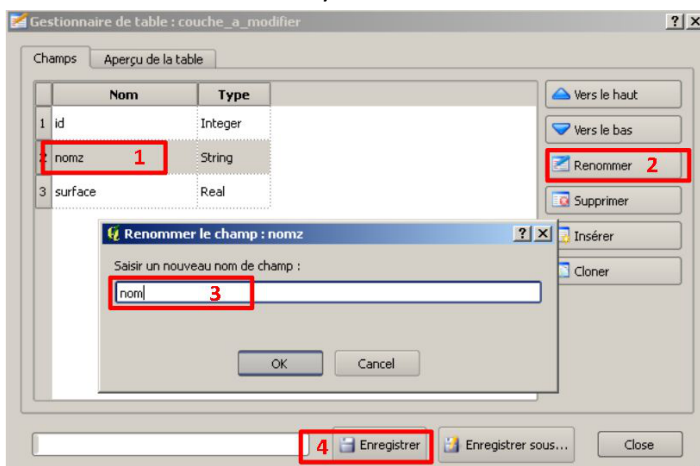 Gestionnaire de table : couche_a_modifier
Champs Aperçu de la table
Nom Type
1 id Integer
2 nomz 1 String
3 surface Real
Vers le haut
Vers le bas
Renommer 2
Supprimer
Insérer
Cloner
Renommer le champ : nomz
Saisir un nouveau nom de champ :
nom 3
OK Cancel
4 Enregistrer Enregistrer sous... Close